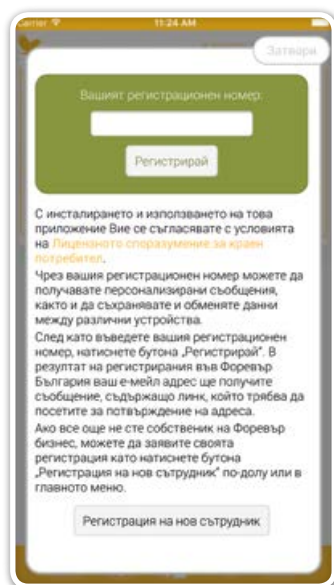 Carrier 11:24 AM
Затвори
Вашият регистрационен номер:
Регистрирай
С инсталирането и използването на това
приложение Вие се съгласявате с условията
на Лицензното споразумение за краен
потребител.
Чрез вашия регистрационен номер можете да
получавате персонализирани съобщения,
както и да съхранявате и обменяте данни
между различни устройства.
След като въведете вашия регистрационен
номер, натиснете бутона „Регистрирай“. В
резултат на регистрирания във Форевър
България ваш е-мейл адрес ще получите
съобщение, съдържащо линк, който трябва да
посетите за потвърждение на адреса.
Ако все още не сте собственик на Форевър
бизнес, можете да заявите своята
регистрация като натиснете бутона
„Регистрация на нов сътрудник“ по-долу или в
главното меню.
Регистрация на нов сътрудник